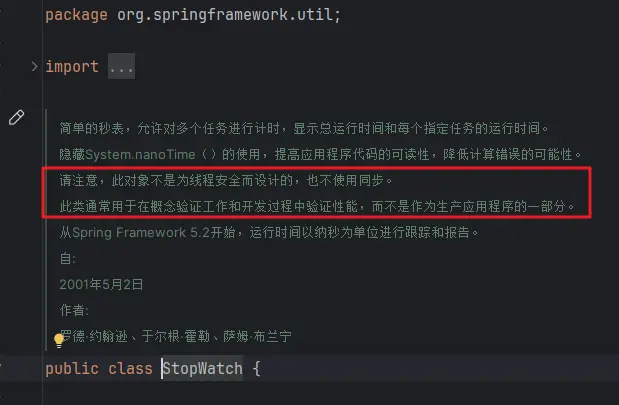 package org.springframework.util;
import ...
简单的秒表，允许对多个任务进行计时，显示总运行时间和每个指定任务的运行时间。
隐藏System.nanoTime（）的使用，提高应用程序代码的可读性，降低计算错误的可能性。
请注意，此对象不是为线程安全而设计的，也不使用同步。
此类通常用于在概念验证工作和开发过程中验证性能，而不是作为生产应用程序的一部分。
从Spring Framework 5.2开始，运行时间以纳秒为单位进行跟踪和报告。
自:
2001年5月2日
作者:
罗德·约翰逊、于尔根·霍勒、萨姆·布兰宁
public class StopWatch {